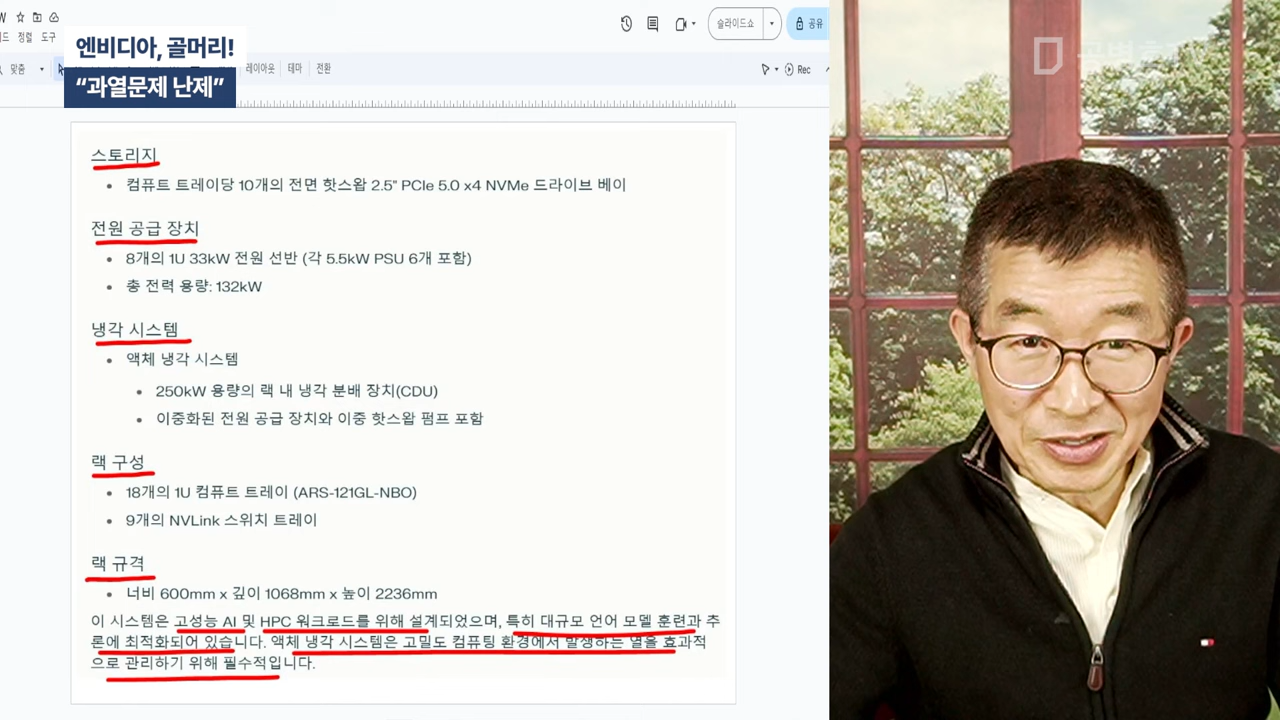 드 정렬 도구
슬라이드쇼
공유
엔비디아, 골머리!
“과열문제 난제”
맞춤
레이아웃
테마
전환
Rec
스토리지
• 컴퓨트 트레이당 10개의 전면 핫스왑 2.5" PCIe 5.0 x4 NVMe 드라이브 베이
전원 공급 장치
• 8개의 1U 33kW 전원 선반 (각 5.5kW PSU 6개 포함)
• 총 전력 용량: 132kW
냉각 시스템
• 액체 냉각 시스템
• 250kW 용량의 랙 내 냉각 분배 장치(CDU)
• 이중화된 전원 공급 장치와 이중 핫스왑 펌프 포함
랙 구성
• 18개의 1U 컴퓨트 트레이 (ARS-121GL-NBO)
• 9개의 NVLink 스위치 트레이
랙 규격
• 너비 600mm x 깊이 1068mm x 높이 2236mm
이 시스템은 고성능 AI 및 HPC 워크로드를 위해 설계되었으며, 특히 대규모 언어 모델 훈련과 추
론에 최적화되어 있습니다. 액체 냉각 시스템은 고밀도 컴퓨팅 환경에서 발생하는 열을 효과적
으로 관리하기 위해 필수적입니다.